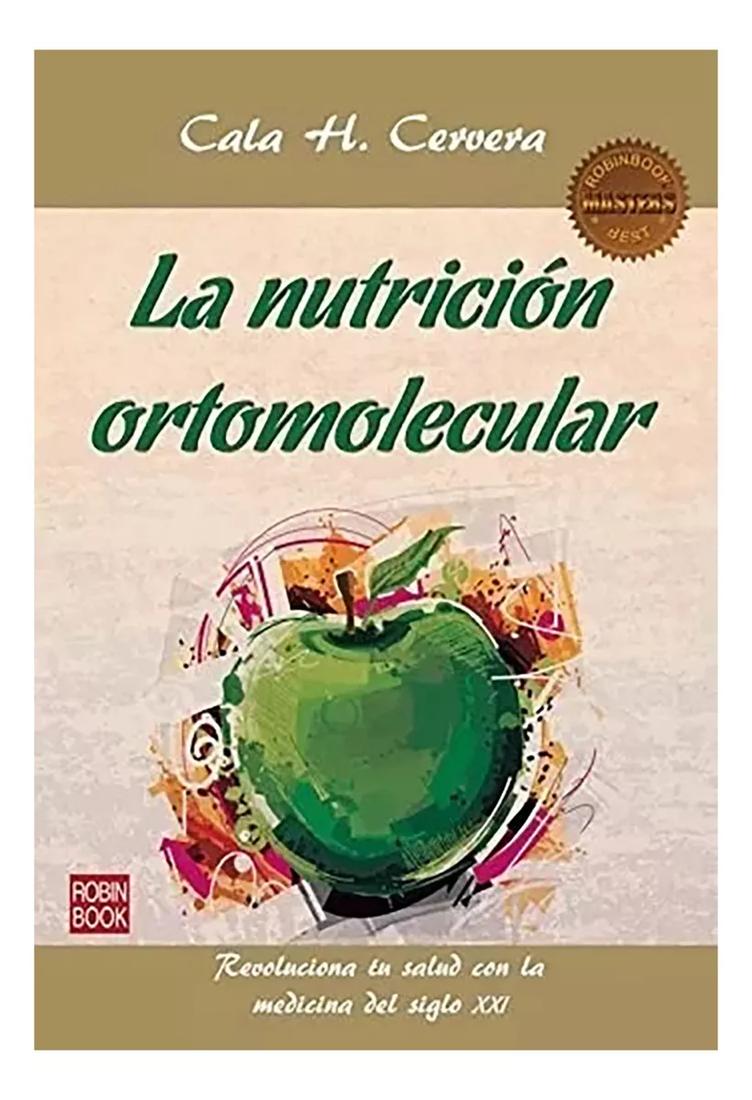 Cala H. Cervera
ROBINBOOK
MASTERS
BEST
La nutrición
ortomolecular
ROBIN
BOOK
Revoluciona tu salud con la
medicina del siglo XXI